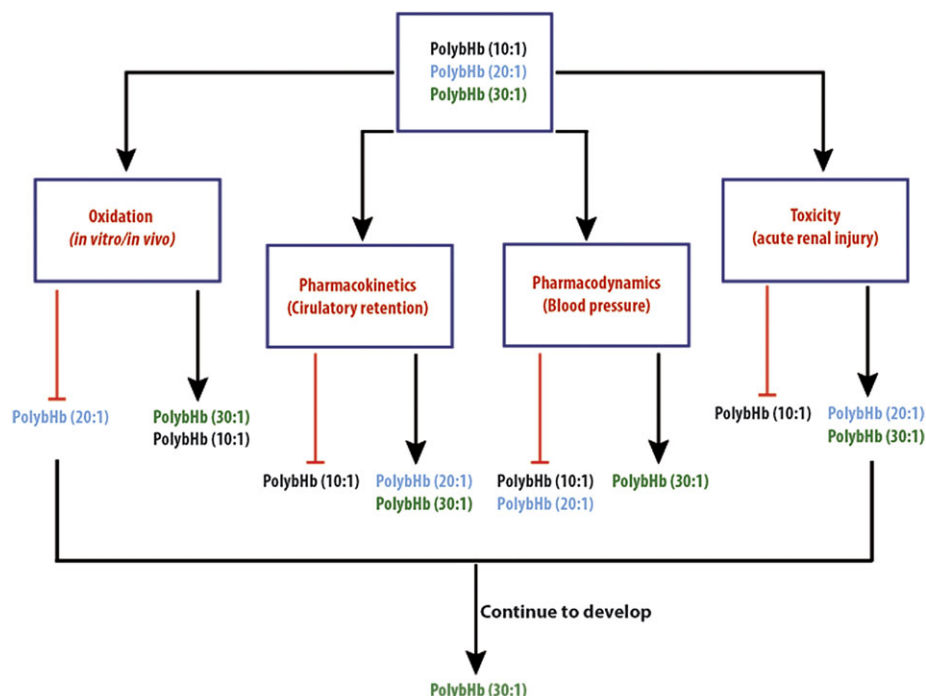 PolybHb (10:1)
PolybHb (20:1)
PolybHb (30:1)
Oxidation
(in vitro/in vivo)
Pharmacokinetics
(Cirulatory retention)
Pharmacodynamics
(Blood pressure)
Toxicity
(acute renal injury)
PolybHb (20:1)
PolybHb (30:1)
PolybHb (10:1)
PolybHb (10:1)
PolybHb (20:1)
PolybHb (30:1)
PolybHb (10:1)
PolybHb (20:1)
PolybHb (30:1)
PolybHb (10:1)
PolybHb (20:1)
PolybHb (30:1)
Continue to develop
PolybHb (30:1)